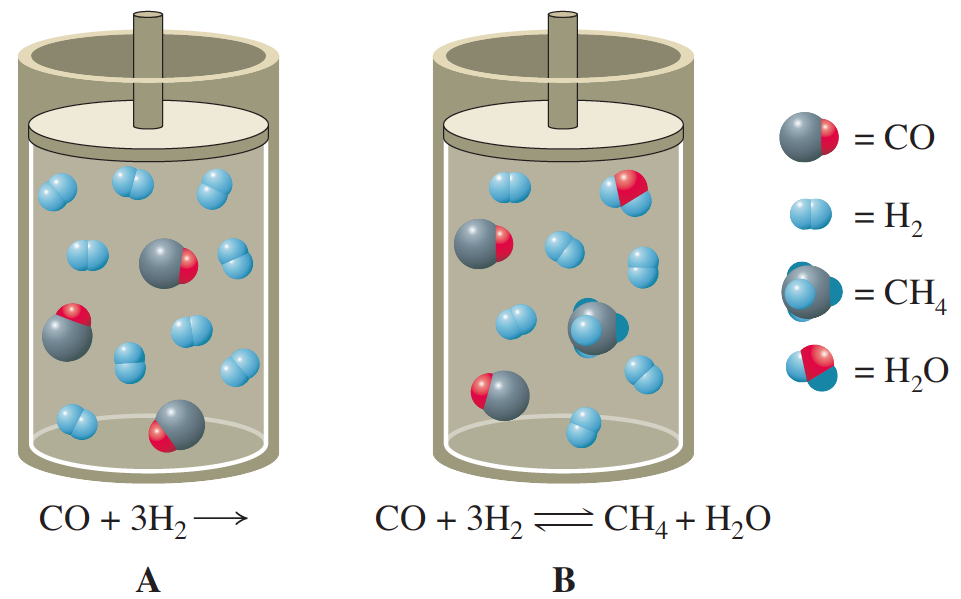 = CO
= H₂
= CH₄
= H₂O
CO + 3H₂ ⟶
CO + 3H₂ ⇌ CH₄ + H₂O
A
B